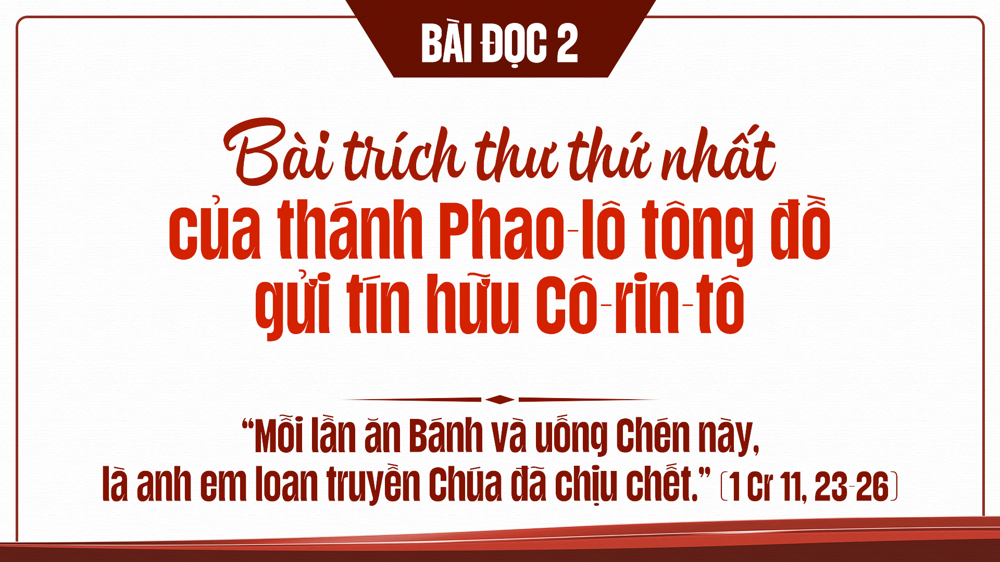 BÀI ĐỌC 2
Bài trích thư thứ nhất
của thánh Phao-lô tông đồ
gửi tín hữu Cô-rin-tô
“Mỗi lần ăn Bánh và uống Chén này,
là anh em loan truyền Chúa đã chịu chết.” (1 Cr 11, 23-26)